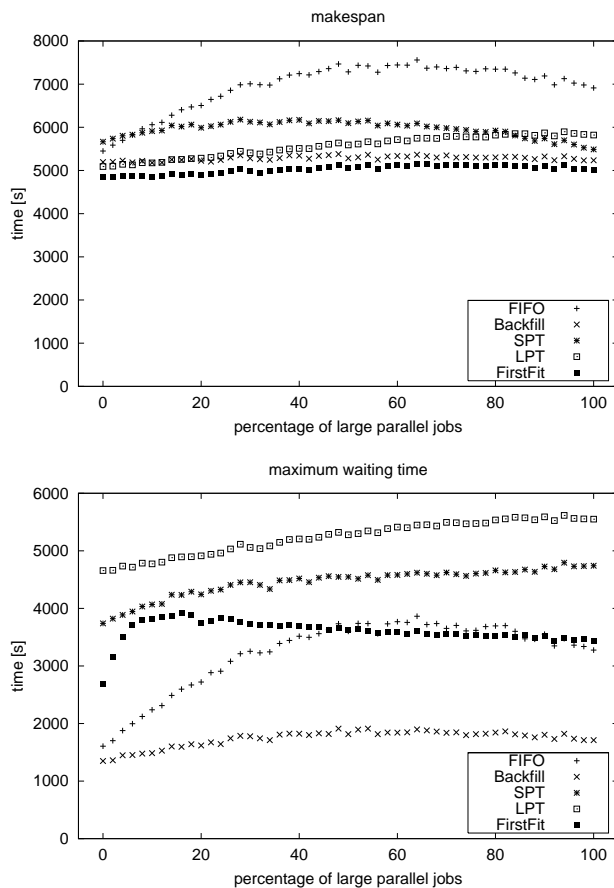 makespan
8000
7000
6000
5000
4000
3000
2000
1000
0
time [s]
FIFO
Backfill
SPT
LPT
FirstFit
0 20 40 60 80 100
percentage of large parallel jobs
maximum waiting time
6000
5000
4000
3000
2000
1000
0
time [s]
FIFO
Backfill
SPT
LPT
FirstFit
0 20 40 60 80 100
percentage of large parallel jobs